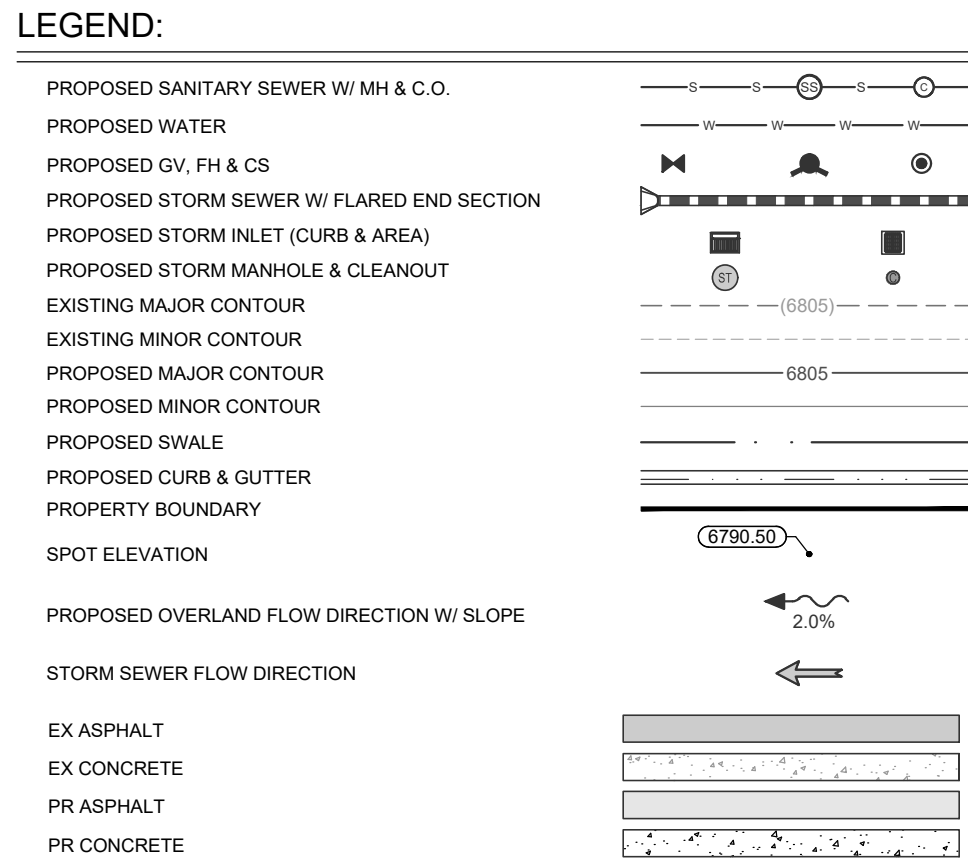 LEGEND:
PROPOSED SANITARY SEWER W/ MH & C.O. S S SS S C
PROPOSED WATER W W W W
PROPOSED GV, FH & CS
PROPOSED STORM SEWER W/ FLARED END SECTION
PROPOSED STORM INLET (CURB & AREA)
PROPOSED STORM MANHOLE & CLEANOUT ST C
EXISTING MAJOR CONTOUR (6805)
EXISTING MINOR CONTOUR
PROPOSED MAJOR CONTOUR 6805
PROPOSED MINOR CONTOUR
PROPOSED SWALE
PROPOSED CURB & GUTTER
PROPERTY BOUNDARY
SPOT ELEVATION 6790.50
PROPOSED OVERLAND FLOW DIRECTION W/ SLOPE 2.0%
STORM SEWER FLOW DIRECTION
EX ASPHALT
EX CONCRETE
PR ASPHALT
PR CONCRETE